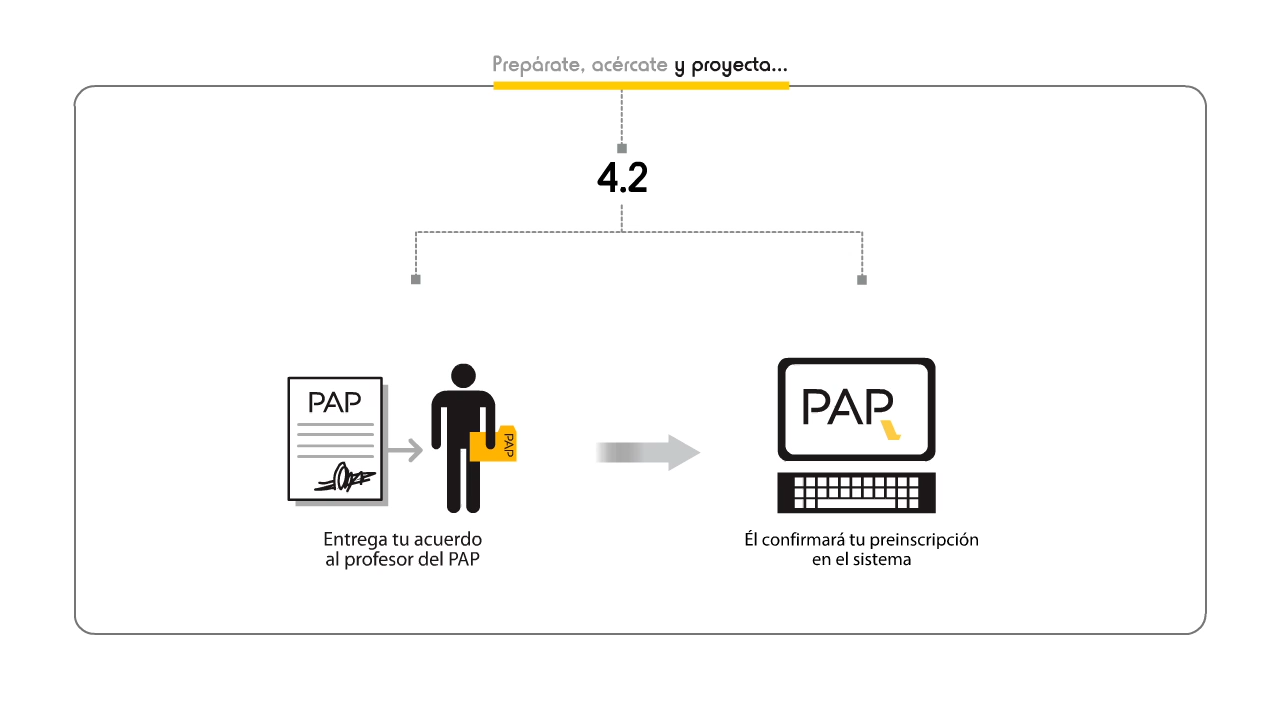 Prepárate, acércate y proyecta...
4.2
PAP
PAP
PAP
Entrega tu acuerdo
al profesor del PAP
Él confirmará tu preinscripción
en el sistema